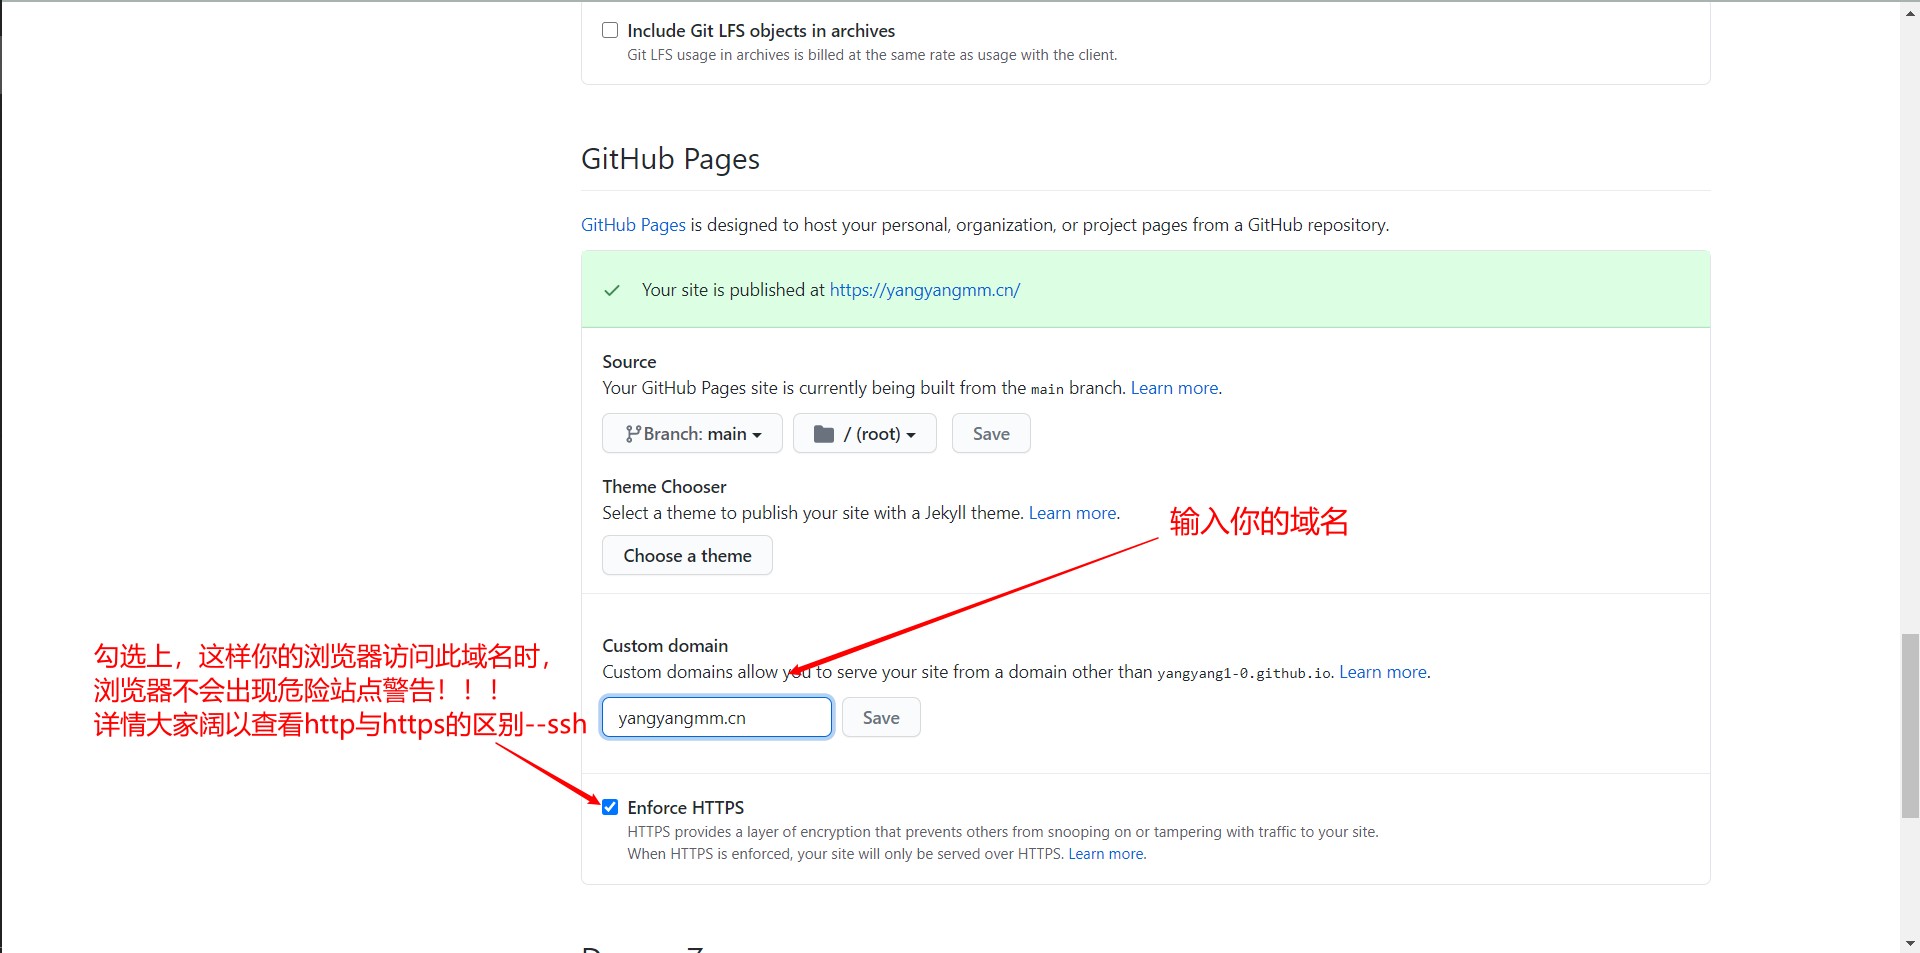 Include Git LFS objects in archives
Git LFS usage in archives is billed at the same rate as usage with the client.
GitHub Pages
GitHub Pages is designed to host your personal, organization, or project pages from a GitHub repository.
Your site is published at https://yangyangmm.cn/
Source
Your GitHub Pages site is currently being built from the main branch. Learn more.
Branch: main
/ (root)
Save
Theme Chooser
Select a theme to publish your site with a Jekyll theme. Learn more.
输入你的域名
Choose a theme
Custom domain
Custom domains allow you to serve your site from a domain other than yangyang1-0.github.io. Learn more.
勾选上，这样你的浏览器访问此域名时，
浏览器不会出现危险站点警告！！！
详情大家阔以查看http与https的区别--ssh
yangyangmm.cn
Save
Enforce HTTPS
HTTPS provides a layer of encryption that prevents others from snooping on or tampering with traffic to your site.
When HTTPS is enforced, your site will only be served over HTTPS. Learn more.